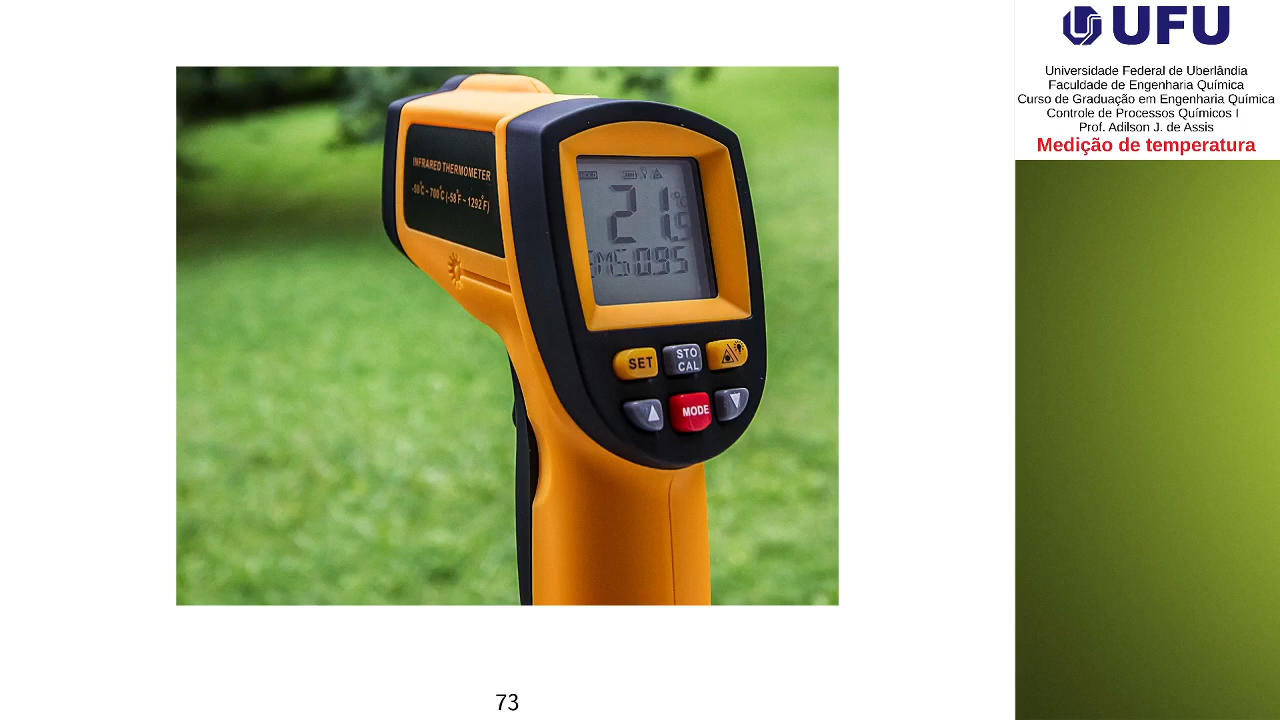 UFU
Universidade Federal de Uberlândia
Faculdade de Engenharia Química
Curso de Graduação em Engenharia Química
Controle de Processos Químicos I
Prof. Adilson J. de Assis
Medição de temperatura
INFRARED THERMOMETER
-50°C ~ 700°C (-58°F ~ 1292°F)
21.9 °C
EMS 0.95
SET
STO
CAL
MODE
73